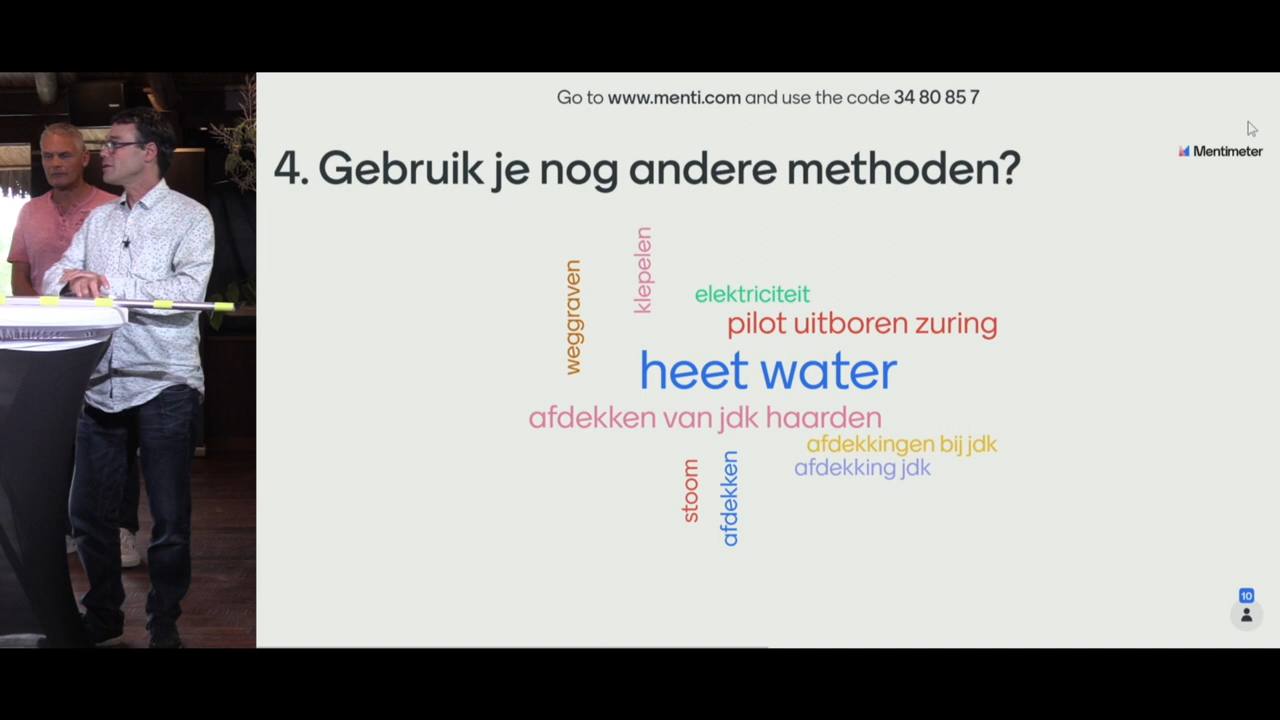 Go to www.menti.com and use the code 34 80 85 7
Mentimeter
4. Gebruik je nog andere methoden?
weggraven
klepelen
elektriciteit
pilot uitboren zuring
heet water
afdekken van jdk haarden
afdekkingen bij jdk
afdekking jdk
stoom
afdekken
10